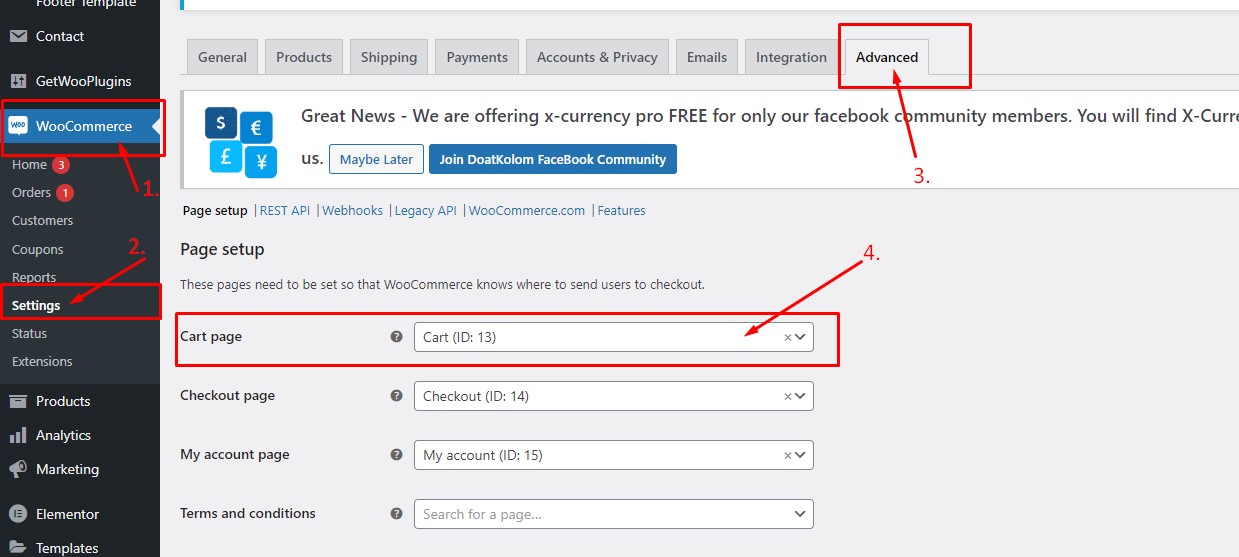 Footer Template
Contact
GetWooPlugins
WOO WooCommerce
1.
Home 3
Orders 1
Customers
Coupons
2.
Reports
Settings
Status
Extensions
Products
Analytics
Marketing
Elementor
Templates
General Products Shipping Payments Accounts & Privacy Emails Integration Advanced
3.
$ € £ ¥
Great News - We are offering x-currency pro FREE for only our facebook community members. You will find X-Curre
us. Maybe Later Join DoatKolom FaceBook Community
Page setup | REST API | Webhooks | Legacy API | WooCommerce.com | Features
Page setup
4.
These pages need to be set so that WooCommerce knows where to send users to checkout.
Cart page ? Cart (ID: 13) ×
Checkout page ? Checkout (ID: 14) ×
My account page ? My account (ID: 15) ×
Terms and conditions ? Search for a page...